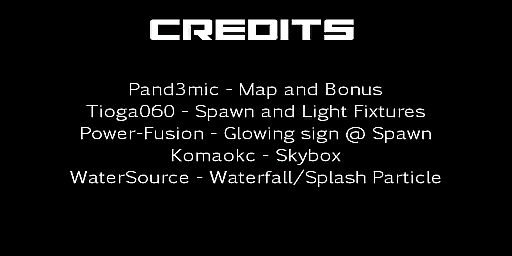 CREDITS
Pand3mic - Map and Bonus
Tioga060 - Spawn and Light Fixtures
Power-Fusion - Glowing sign @ Spawn
Komaokc - Skybox
WaterSource - Waterfall/Splash Particle